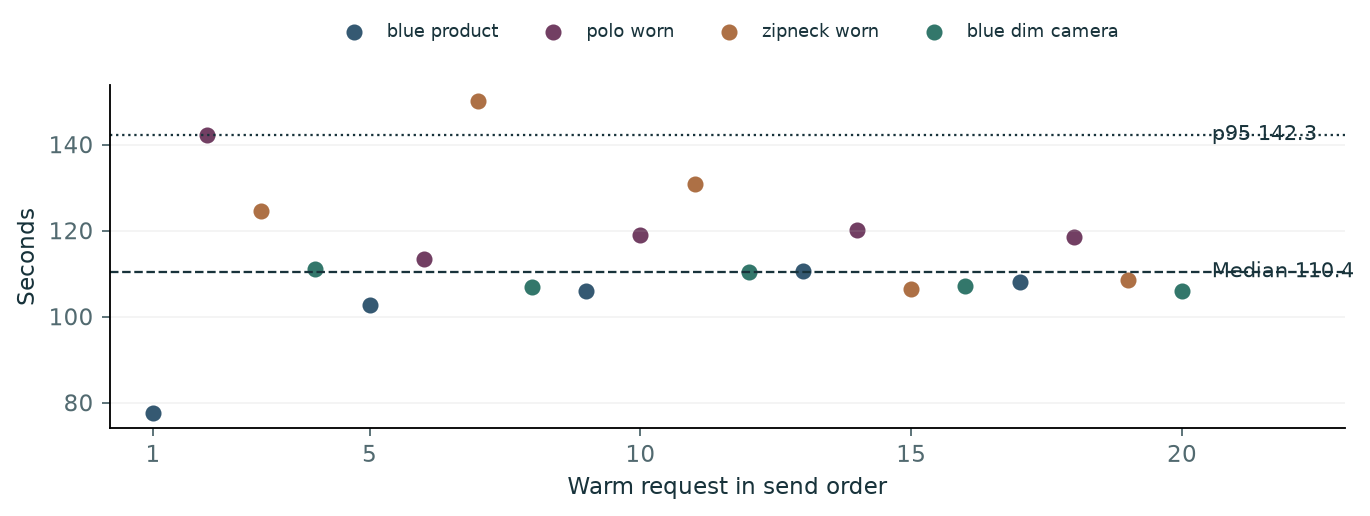 blue product polo worn zipneck worn blue dim camera
p95 142.3
140
120
Median 110.4
100
80
Seconds
1 5 10 15 20
Warm request in send order